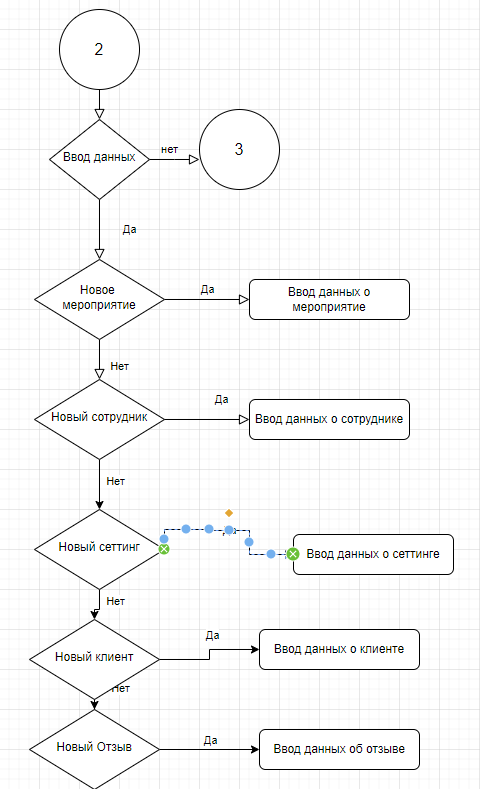 2
Ввод данных
нет
3
Да
Новое
мероприятие
Да
Ввод данных о
мероприятие
Нет
Новый сотрудник
Да
Ввод данных о сотруднике
Нет
Новый сеттинг
Ввод данных о сеттинге
Нет
Новый клиент
Да
Ввод данных о клиенте
Нет
Новый Отзыв
Да
Ввод данных об отзыве